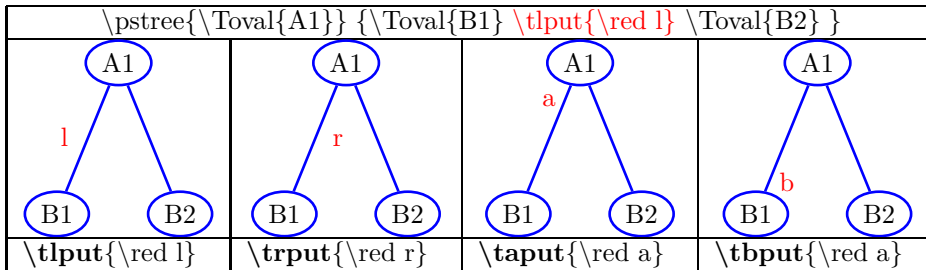 \pstree{\Toval{A1}} {\Toval{B1} \tlput{\red l} \Toval{B2} }
A1 A1 A1 A1
a
l r
b
B1 B2 B1 B2 B1 B2 B1 B2
\tlput{\red l} \trput{\red r} \taput{\red a} \tbput{\red a}